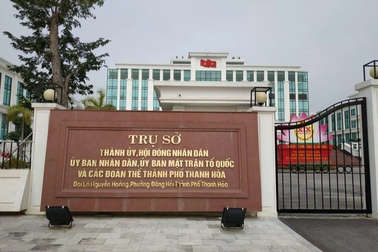 TRỤ SỞ
THÀNH ỦY, HỘI ĐỒNG NHÂN DÂN
ỦY BAN NHÂN DÂN, ỦY BAN MẶT TRẬN TỔ QUỐC
VÀ CÁC ĐOÀN THỂ THÀNH PHỐ THANH HÓA
Đại Lộ Nguyễn Hoàng, Phường Đông Hải Thành Phố Thanh Hóa